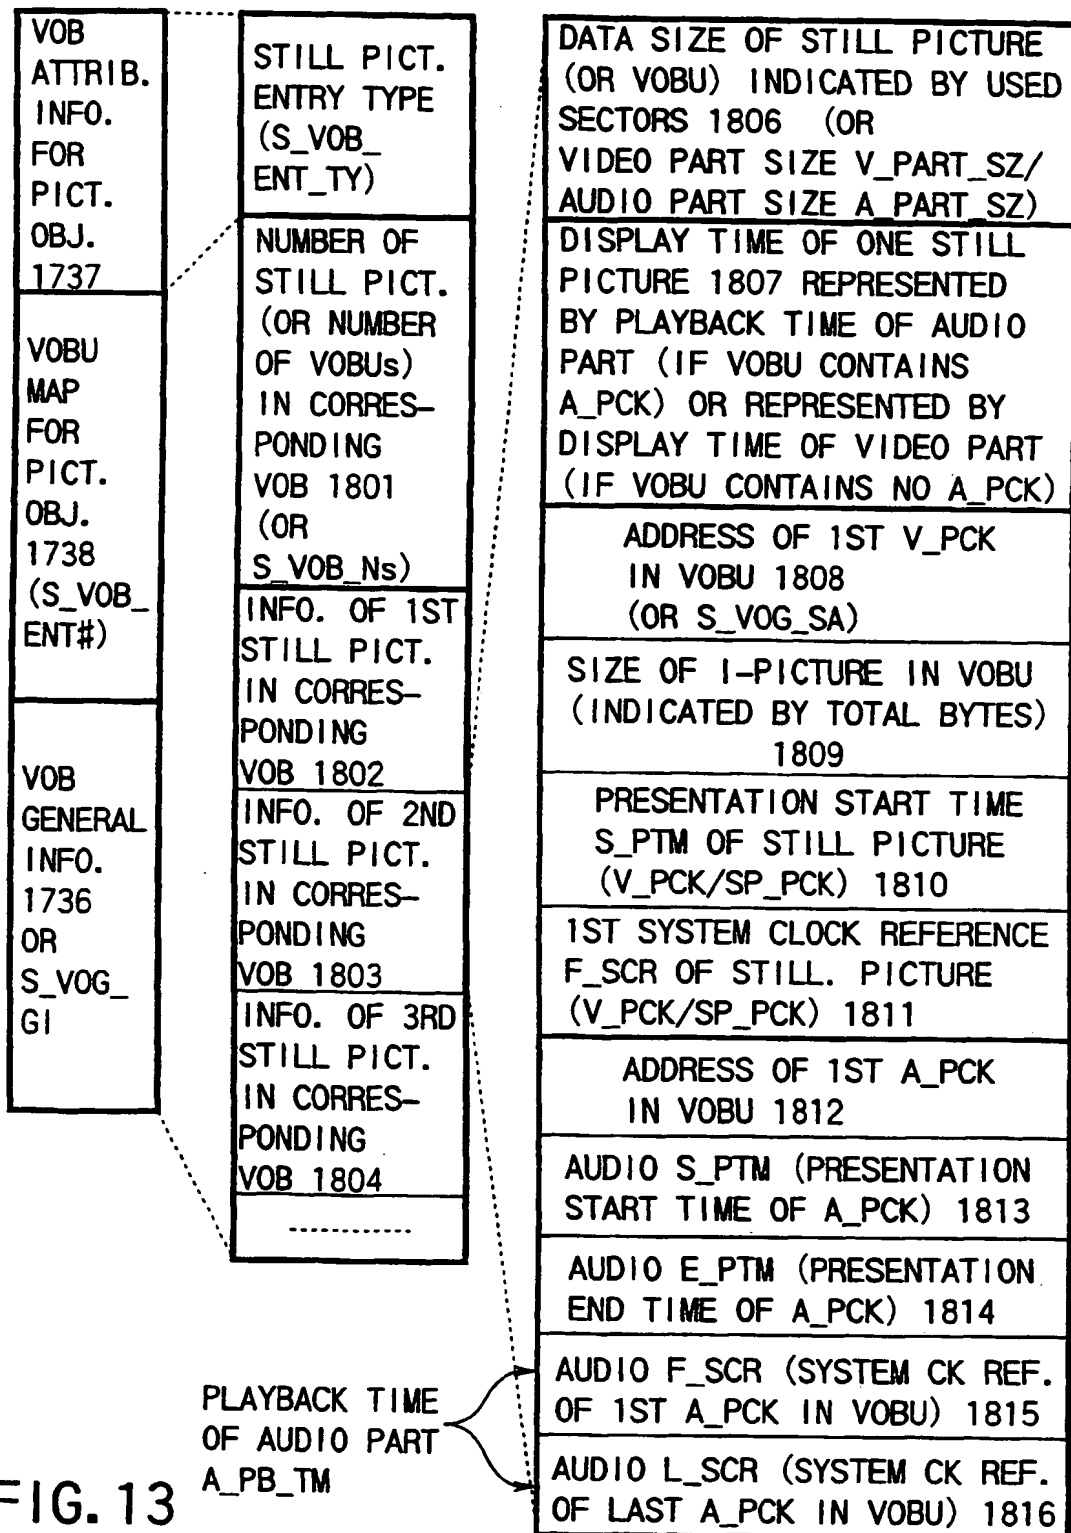 VOB
ATTRIB.
INFO.
FOR
PICT.
OBJ.
1737
VOBU
MAP
FOR
PICT.
OBJ.
1738
(S_VOB_
ENT#)
VOB
GENERAL
INFO.
1736
OR
S_VOG_
GI
STILL PICT.
ENTRY TYPE
(S_VOB_
ENT_TY)
NUMBER OF
STILL PICT.
(OR NUMBER
OF VOBUs)
IN CORRES-
PONDING
VOB 1801
(OR
S_VOB_Ns)
INFO. OF 1ST
STILL PICT.
IN CORRES-
PONDING
VOB 1802
INFO. OF 2ND
STILL PICT.
IN CORRES-
PONDING
VOB 1803
INFO. OF 3RD
STILL PICT.
IN CORRES-
PONDING
VOB 1804
DATA SIZE OF STILL PICTURE
(OR VOBU) INDICATED BY USED
SECTORS 1806 (OR
VIDEO PART SIZE V_PART_SZ/
AUDIO PART SIZE A_PART_SZ)
DISPLAY TIME OF ONE STILL
PICTURE 1807 REPRESENTED
BY PLAYBACK TIME OF AUDIO
PART (IF VOBU CONTAINS
A_PCK) OR REPRESENTED BY
DISPLAY TIME OF VIDEO PART
(IF VOBU CONTAINS NO A_PCK)
ADDRESS OF 1ST V_PCK
IN VOBU 1808
(OR S_VOG_SA)
SIZE OF I-PICTURE IN VOBU
(INDICATED BY TOTAL BYTES)
1809
PRESENTATION START TIME
S_PTM OF STILL PICTURE
(V_PCK/SP_PCK) 1810
1ST SYSTEM CLOCK REFERENCE
F_SCR OF STILL. PICTURE
(V_PCK/SP_PCK) 1811
ADDRESS OF 1ST A_PCK
IN VOBU 1812
AUDIO S_PTM (PRESENTATION
START TIME OF A_PCK) 1813
AUDIO E_PTM (PRESENTATION
END TIME OF A_PCK) 1814
AUDIO F_SCR (SYSTEM CK REF.
OF 1ST A_PCK IN VOBU) 1815
AUDIO L_SCR (SYSTEM CK REF.
OF LAST A_PCK IN VOBU) 1816
PLAYBACK TIME
OF AUDIO PART
A_PB_TM
FIG. 13